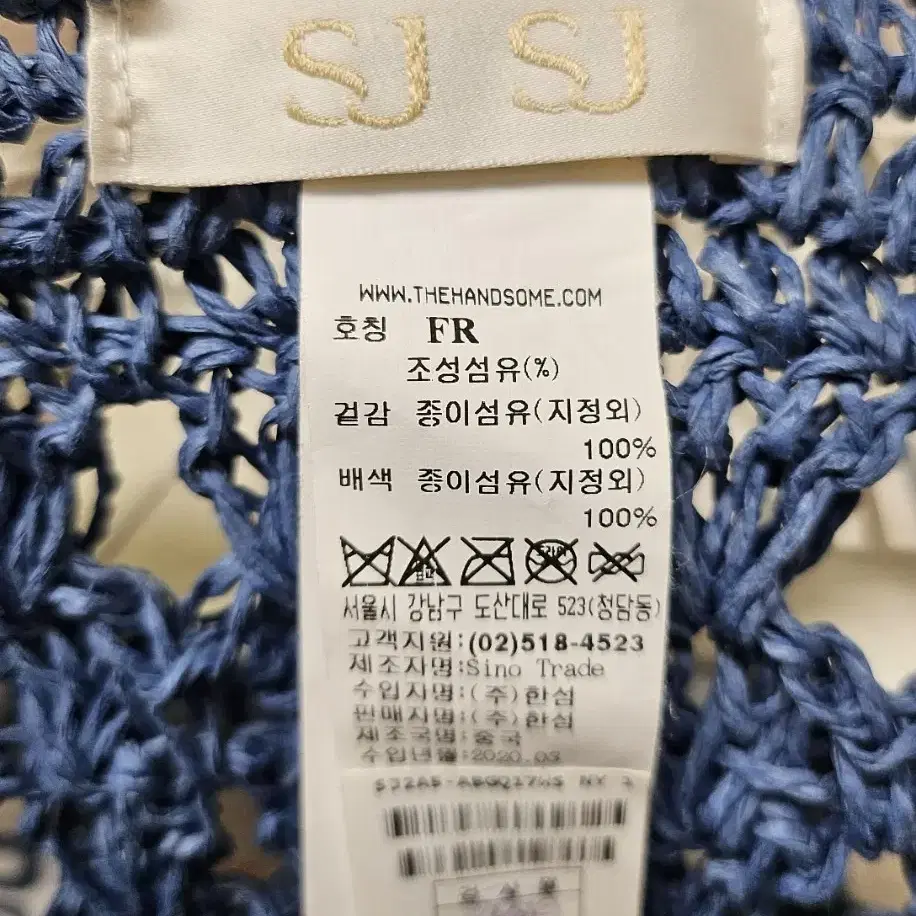 SJ SJ
WWW.THEHANDSOME.COM
호칭 FR
조성섬유(%)
겉감 종이섬유(지정외)
100%
배색 종이섬유(지정외)
100%
서울시 강남구 도산대로 523(청담동)
고객지원:(02)518-4523
제조자명:Sino Trade
수입자명:(주)한섬
판매자명:(주)한섬
제조국명:중국
수입년월:2020.03